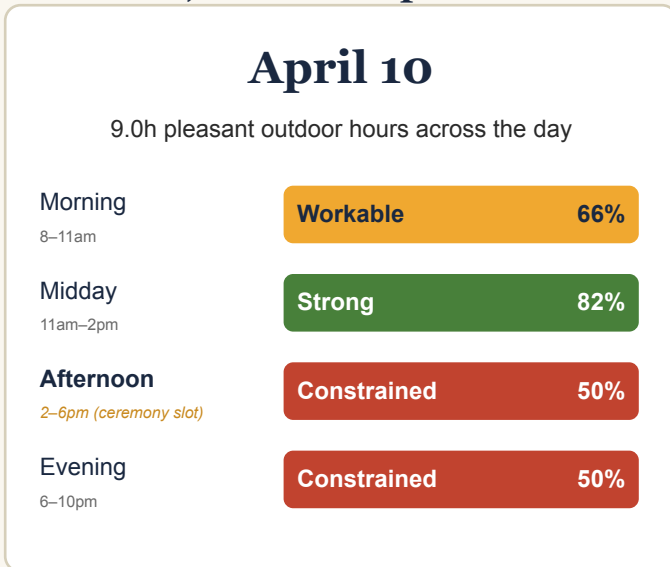 April 10
9.0h pleasant outdoor hours across the day
Morning
8–11am
Workable 66%
Midday
11am–2pm
Strong 82%
Afternoon
2–6pm (ceremony slot)
Constrained 50%
Evening
6–10pm
Constrained 50%